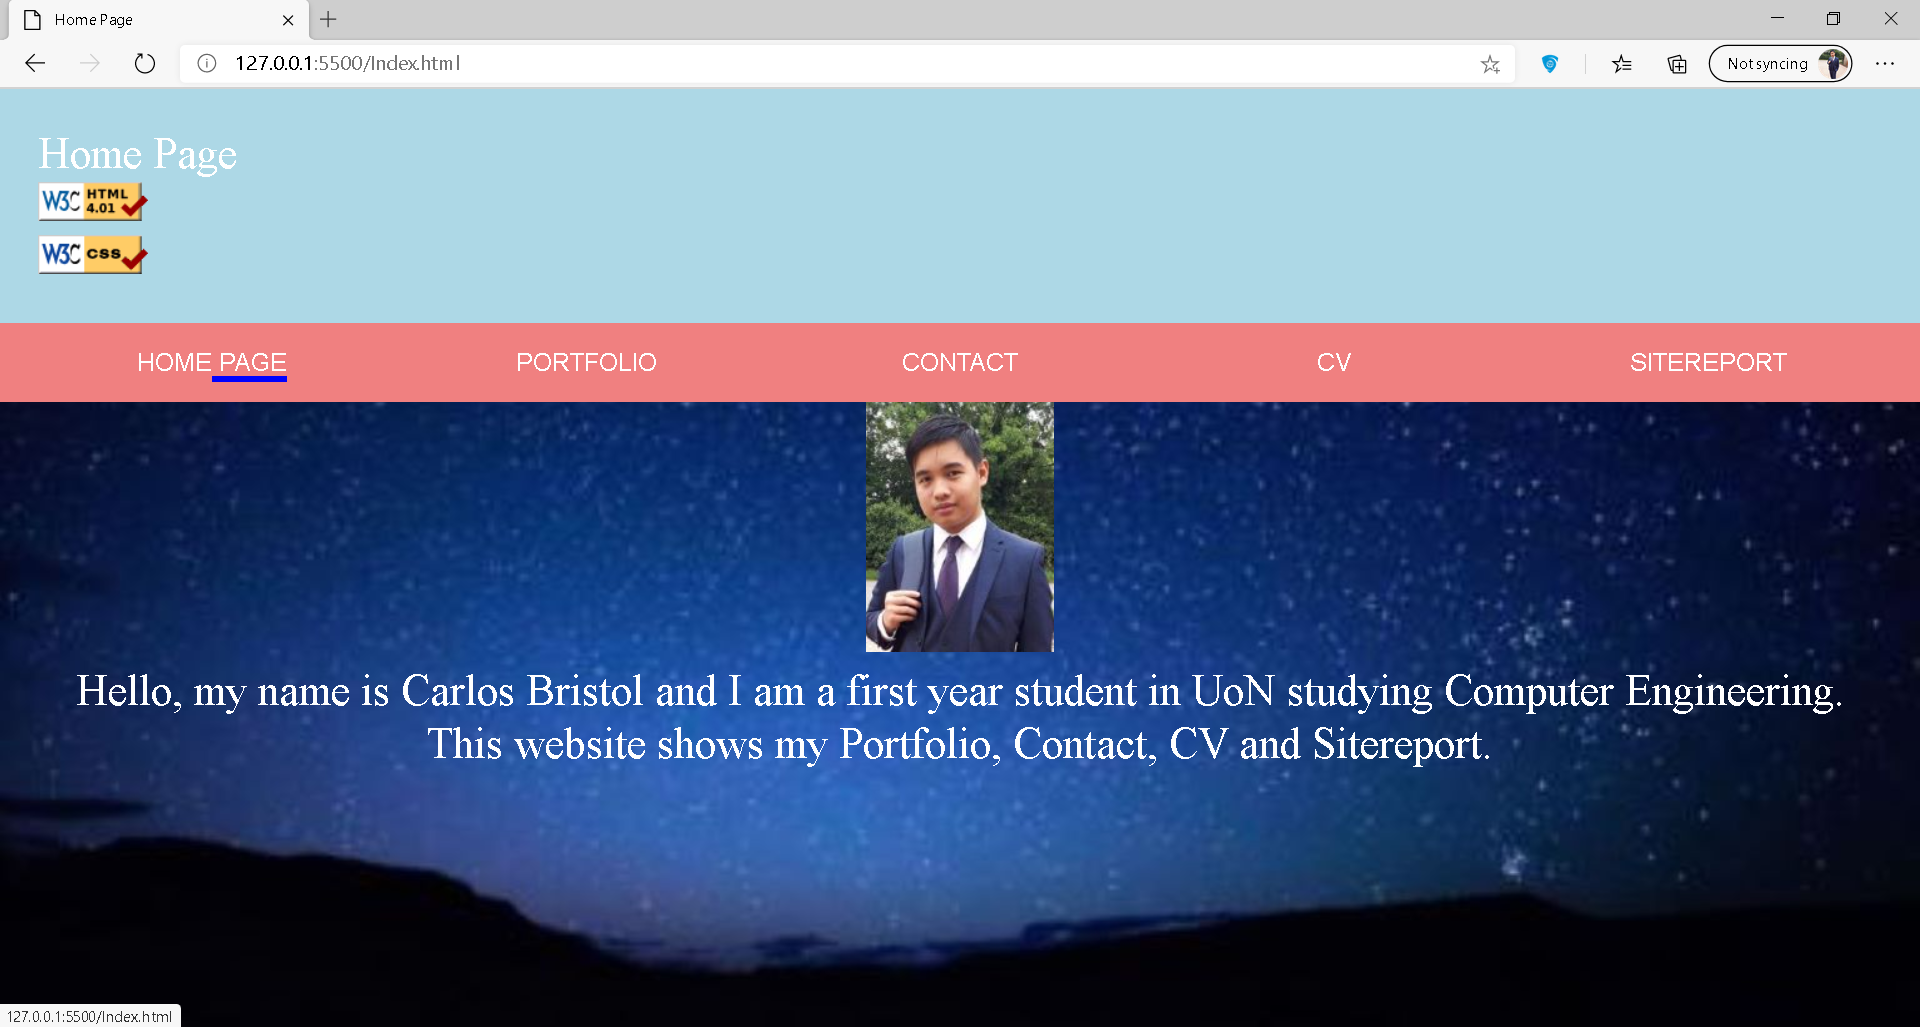 Home Page
127.0.0.1:5500/Index.html
Not syncing
Home Page
W3C HTML 4.01
W3C css
HOME PAGE PORTFOLIO CONTACT CV SITEREPORT
Hello, my name is Carlos Bristol and I am a first year student in UoN studying Computer Engineering.
This website shows my Portfolio, Contact, CV and Sitereport.
127.0.0.1:5500/Index.html